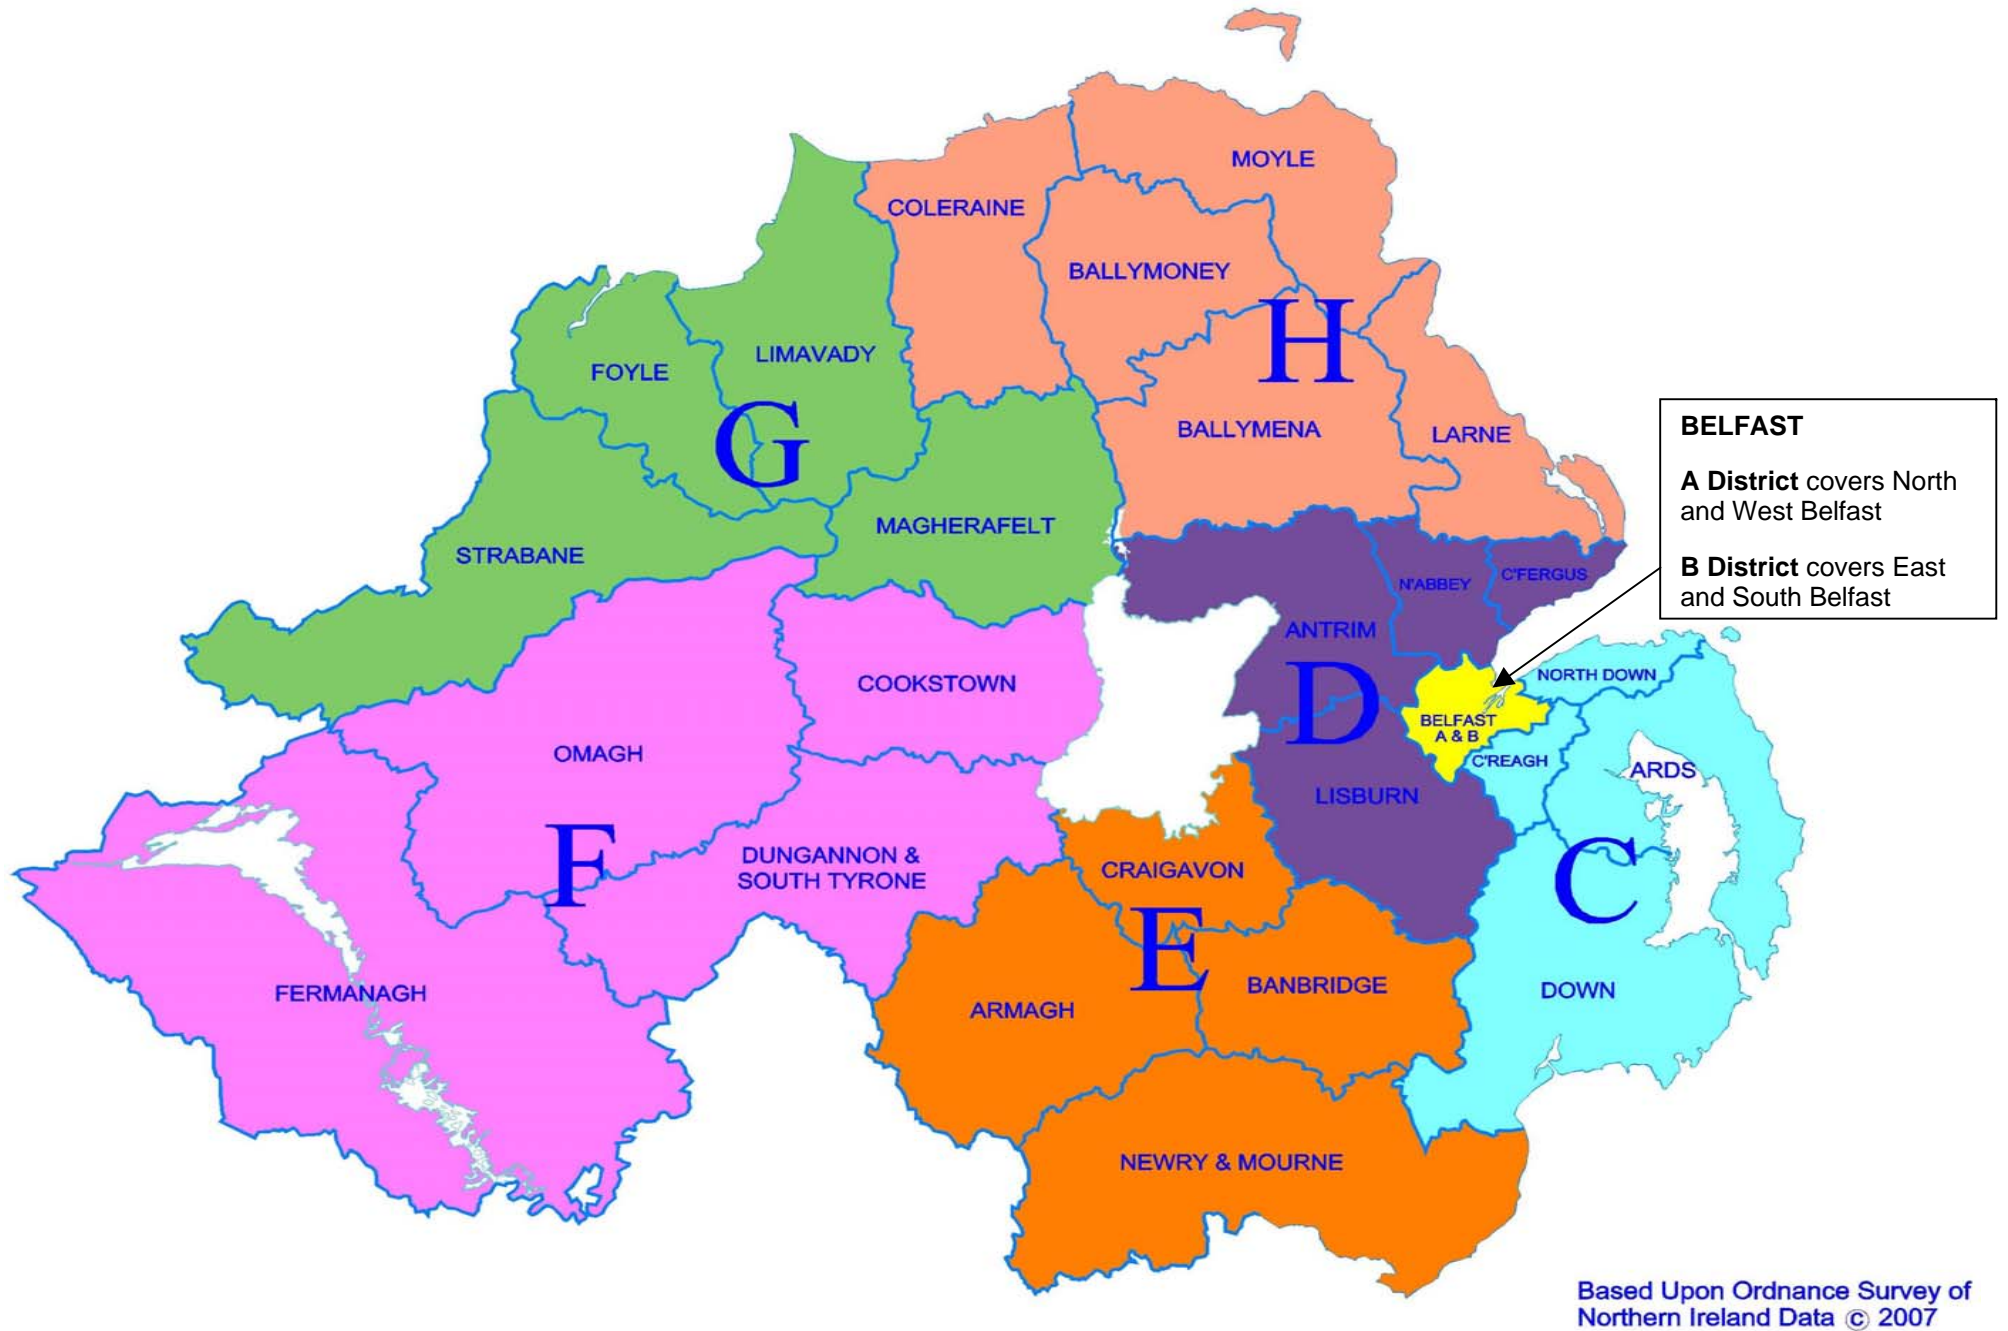 MOYLE
COLERAINE
BALLYMONEY
H
LIMAVADY
FOYLE
G
BALLYMENA
LARNE
BELFAST
A District covers North
and West Belfast
B District covers East
and South Belfast
MAGHERAFELT
STRABANE
N'ABBEY
C'FERGUS
ANTRIM
D
COOKSTOWN
NORTH DOWN
BELFAST
A & B
C'REAGH
ARDS
OMAGH
LISBURN
F
DUNGANNON &
SOUTH TYRONE
CRAIGAVON
C
E
FERMANAGH
ARMAGH
BANBRIDGE
DOWN
NEWRY & MOURNE
Based Upon Ordnance Survey of
Northern Ireland Data © 2007